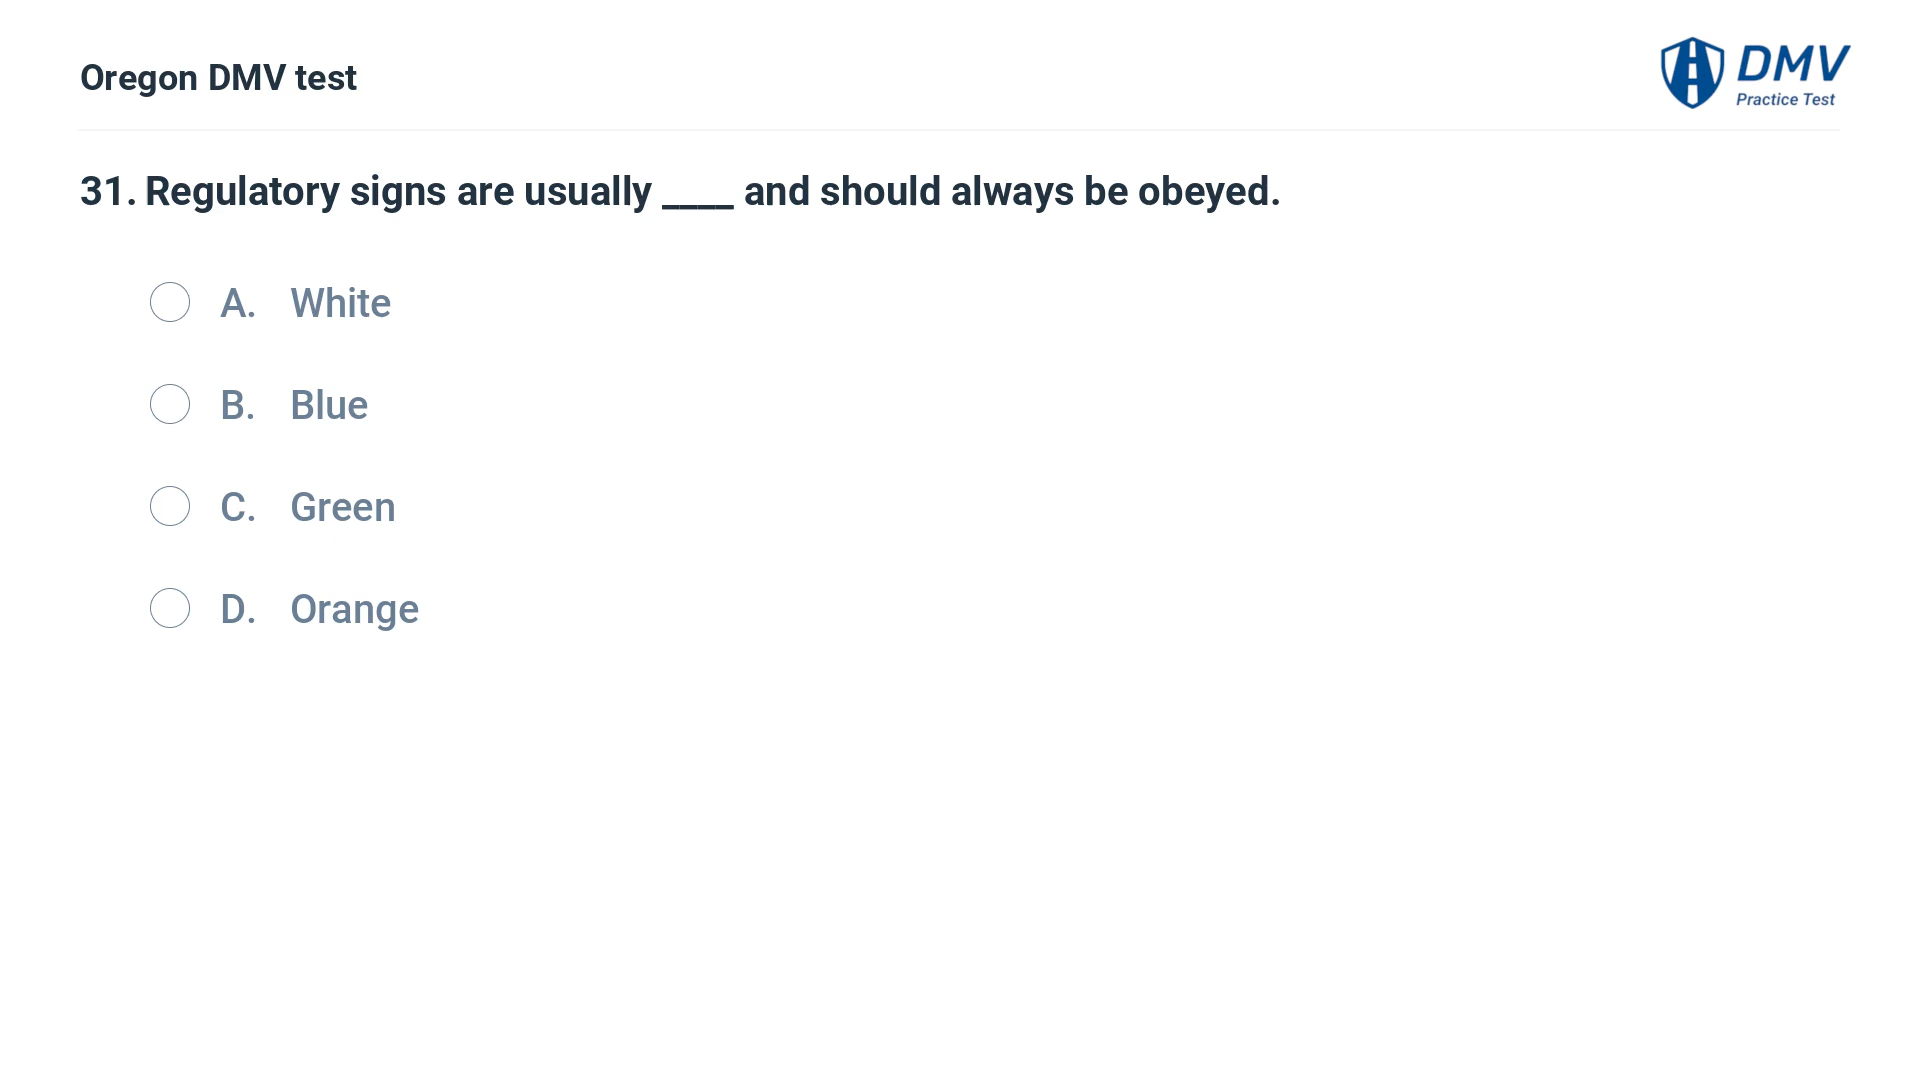 Oregon DMV test
DMV
Practice Test
31. Regulatory signs are usually ____ and should always be obeyed.
A. White
B. Blue
C. Green
D. Orange